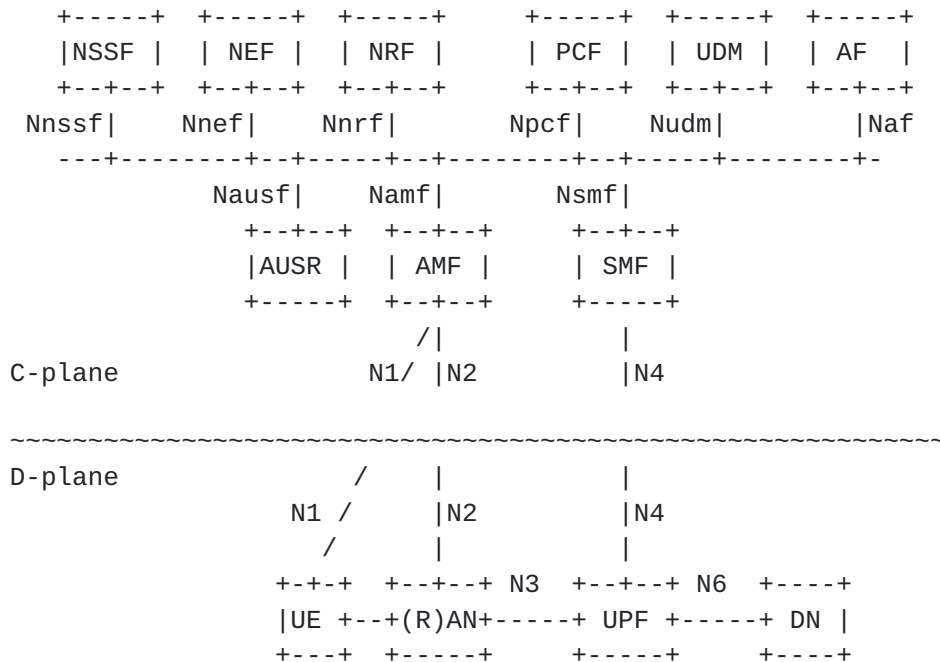 +-----+  +-----+  +-----+     +-----+  +-----+  +-----+
|NSSF |  | NEF |  | NRF |     | PCF |  | UDM |  | AF  |
+--+--+  +--+--+  +--+--+     +--+--+  +--+--+  +--+--+
Nnssf|    Nnef|    Nnrf|       Npcf|    Nudm|        |Naf
---+--------+--+-----+--+--------+--+-----+--------+-
Nausf|    Namf|       Nsmf|
+--+--+  +--+--+     +--+--+
|AUSR |  | AMF |     | SMF |
+-----+  +--+--+     +-----+
/|           |
C-plane                N1/ |N2         |N4
~~~~~~~~~~~~~~~~~~~~~~~~~~~~~~~~~~~~~~~~~~~~~~~~~~~~~~~~~~~~
D-plane               /    |           |
N1 /     |N2         |N4
/      |           |
+-+-+  +--+--+ N3  +--+--+ N6  +----+
|UE +--+(R)AN+-----+ UPF +-----+ DN |
+---+  +-----+     +-----+     +----+